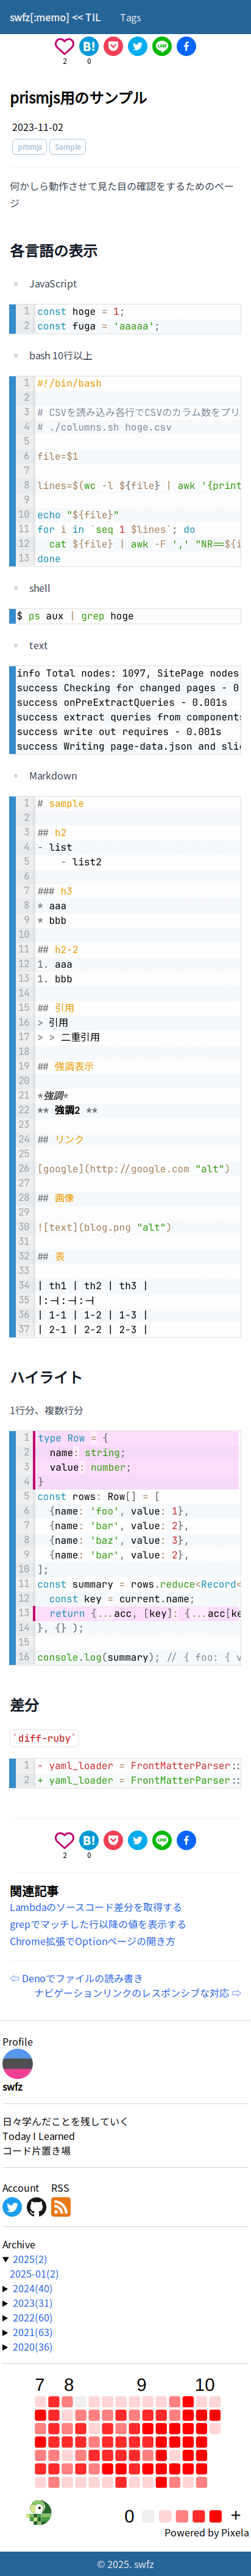 swfz[:memo] << TIL Tags
2 0
prismjs用のサンプル
2023-11-02
prismjs Sample
何かしら動作させて見た目の確認をするためのペー
ジ
各言語の表示
JavaScript
1 const hoge = 1;
2 const fuga = 'aaaaa';
bash 10行以上
1 #!/bin/bash
2
3 # CSVを読み込み各行でCSVのカラム数をプリ
4 # ./columns.sh hoge.csv
5
6 file=$1
7
8 lines=$(wc -l ${file} | awk '{print
9
10 echo "${file}"
11 for i in `seq 1 $lines`; do
12 cat ${file} | awk -F ',' "NR==${i
13 done
shell
$ ps aux | grep hoge
text
info Total nodes: 1097, SitePage nodes
success Checking for changed pages - 0
success onPreExtractQueries - 0.001s
success extract queries from components
success write out requires - 0.001s
success Writing page-data.json and slic
Markdown
1 # sample
2
3 ## h2
4 - list
5 - list2
6
7 ### h3
8 * aaa
9 * bbb
10
11 ## h2-2
12 1. aaa
13 1. bbb
14
15 ## 引用
16 > 引用
17 > > 二重引用
18
19 ## 強調表示
20
21 *強調*
22 ** 強調2 **
23
24 ## リンク
25
26 [google](http://google.com "alt")
27
28 ## 画像
29
30 ![text](blog.png "alt")
31
32 ## 表
33
34 | th1 | th2 | th3 |
35 |:-|:-:|-:|
36 | 1-1 | 1-2 | 1-3 |
37 | 2-1 | 2-2 | 2-3 |
ハイライト
1行分、複数行分
1 type Row = {
2 name: string;
3 value: number;
4 }
5 const rows: Row[] = [
6 {name: 'foo', value: 1},
7 {name: 'bar', value: 2},
8 {name: 'baz', value: 3},
9 {name: 'bar', value: 2},
10 ];
11 const summary = rows.reduce<Record<
12 const key = current.name;
13 return {...acc, [key]: {...acc[ke
14 }, {} );
15
16 console.log(summary); // { foo: { v
差分
`diff-ruby`
1 - yaml_loader = FrontMatterParser::
2 + yaml_loader = FrontMatterParser::
2 0
関連記事
Lambdaのソースコード差分を取得する
grepでマッチした行以降の値を表示する
Chrome拡張でOptionページの開き方
⇦ Denoでファイルの読み書き
ナビゲーションリンクのレスポンシブな対応 ⇨
Profile
swfz
日々学んだことを残していく
Today I Learned
コード片置き場
Account RSS
Archive
▼ 2025(2)
2025-01(2)
▶ 2024(40)
▶ 2023(31)
▶ 2022(60)
▶ 2021(63)
▶ 2020(36)
7 8 9 10
0 +
Powered by Pixela
© 2025. swfz